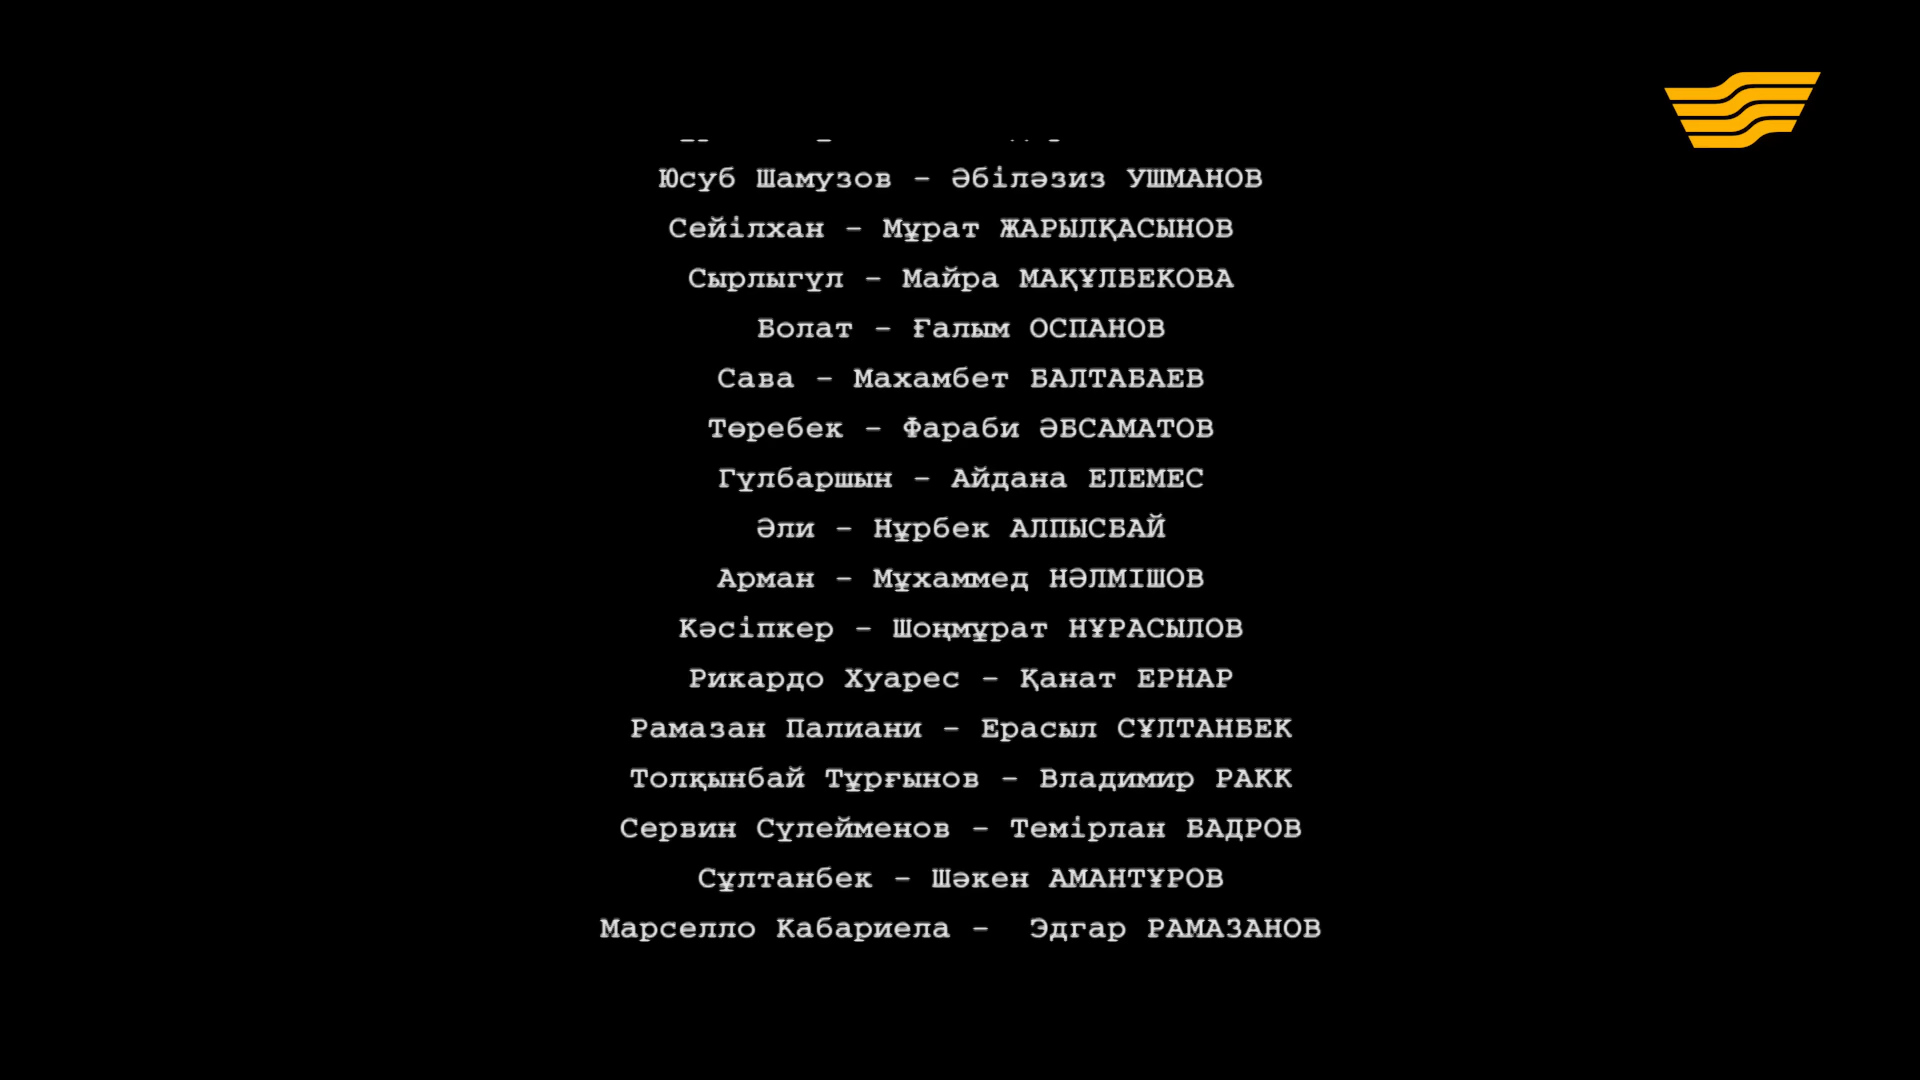 Юсуб Шамузов – Әбіләзиз УШМАНОВ
Сейілхан – Мұрат ЖАРЫЛҚАСЫНОВ
Сырлыгүл – Майра МАҚҰЛБЕКОВА
Болат – Ғалым ОСПАНОВ
Сава – Махамбет БАЛТАБАЕВ
Төребек – Фараби ӘБСАМАТОВ
Гүлбаршын – Айдана ЕЛЕМЕС
Әли – Нұрбек АЛПЫСБАЙ
Арман – Мұхаммед НӘЛМІШОВ
Кәсіпкер – Шоңмұрат НҰРАСЫЛОВ
Рикардо Хуарес – Қанат ЕРНАР
Рамазан Палиани – Ерасыл СҰЛТАНБЕК
Толқынбай Тұрғынов – Владимир РАКК
Сервин Сүлейменов – Темірлан БАДРОВ
Сұлтанбек – Шәкен АМАНТҰРОВ
Марселло Кабариела – Эдгар РАМАЗАНОВ